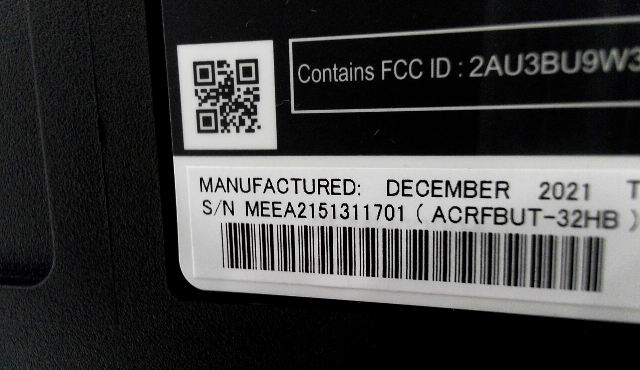 Contains FCC ID : 2AU3BU9W3
MANUFACTURED: DECEMBER 2021 T
S/N MEEA2151311701 ( ACRFBUT-32HB )